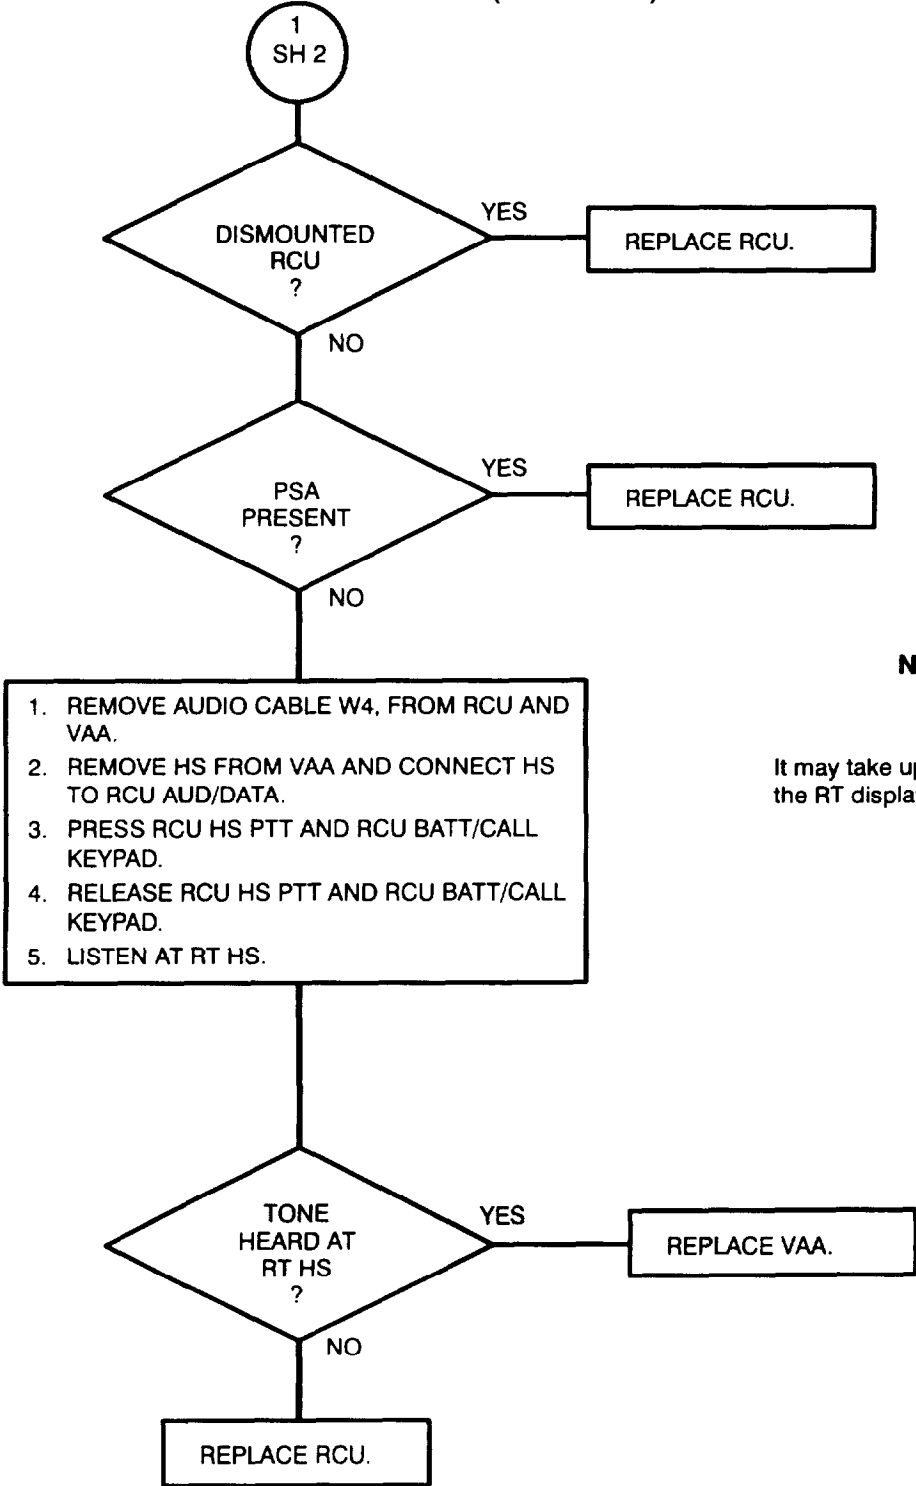 1
SH 2
DISMOUNTED
RCU
?
YES
REPLACE RCU.
NO
PSA
PRESENT
?
YES
REPLACE RCU.
NO
1. REMOVE AUDIO CABLE W4, FROM RCU AND
VAA.
2. REMOVE HS FROM VAA AND CONNECT HS
TO RCU AUD/DATA.
3. PRESS RCU HS PTT AND RCU BATT/CALL
KEYPAD.
4. RELEASE RCU HS PTT AND RCU BATT/CALL
KEYPAD.
5. LISTEN AT RT HS.
It may take
the RT
TONE
HEARD AT
RT HS
?
YES
REPLACE VAA.
NO
REPLACE RCU.